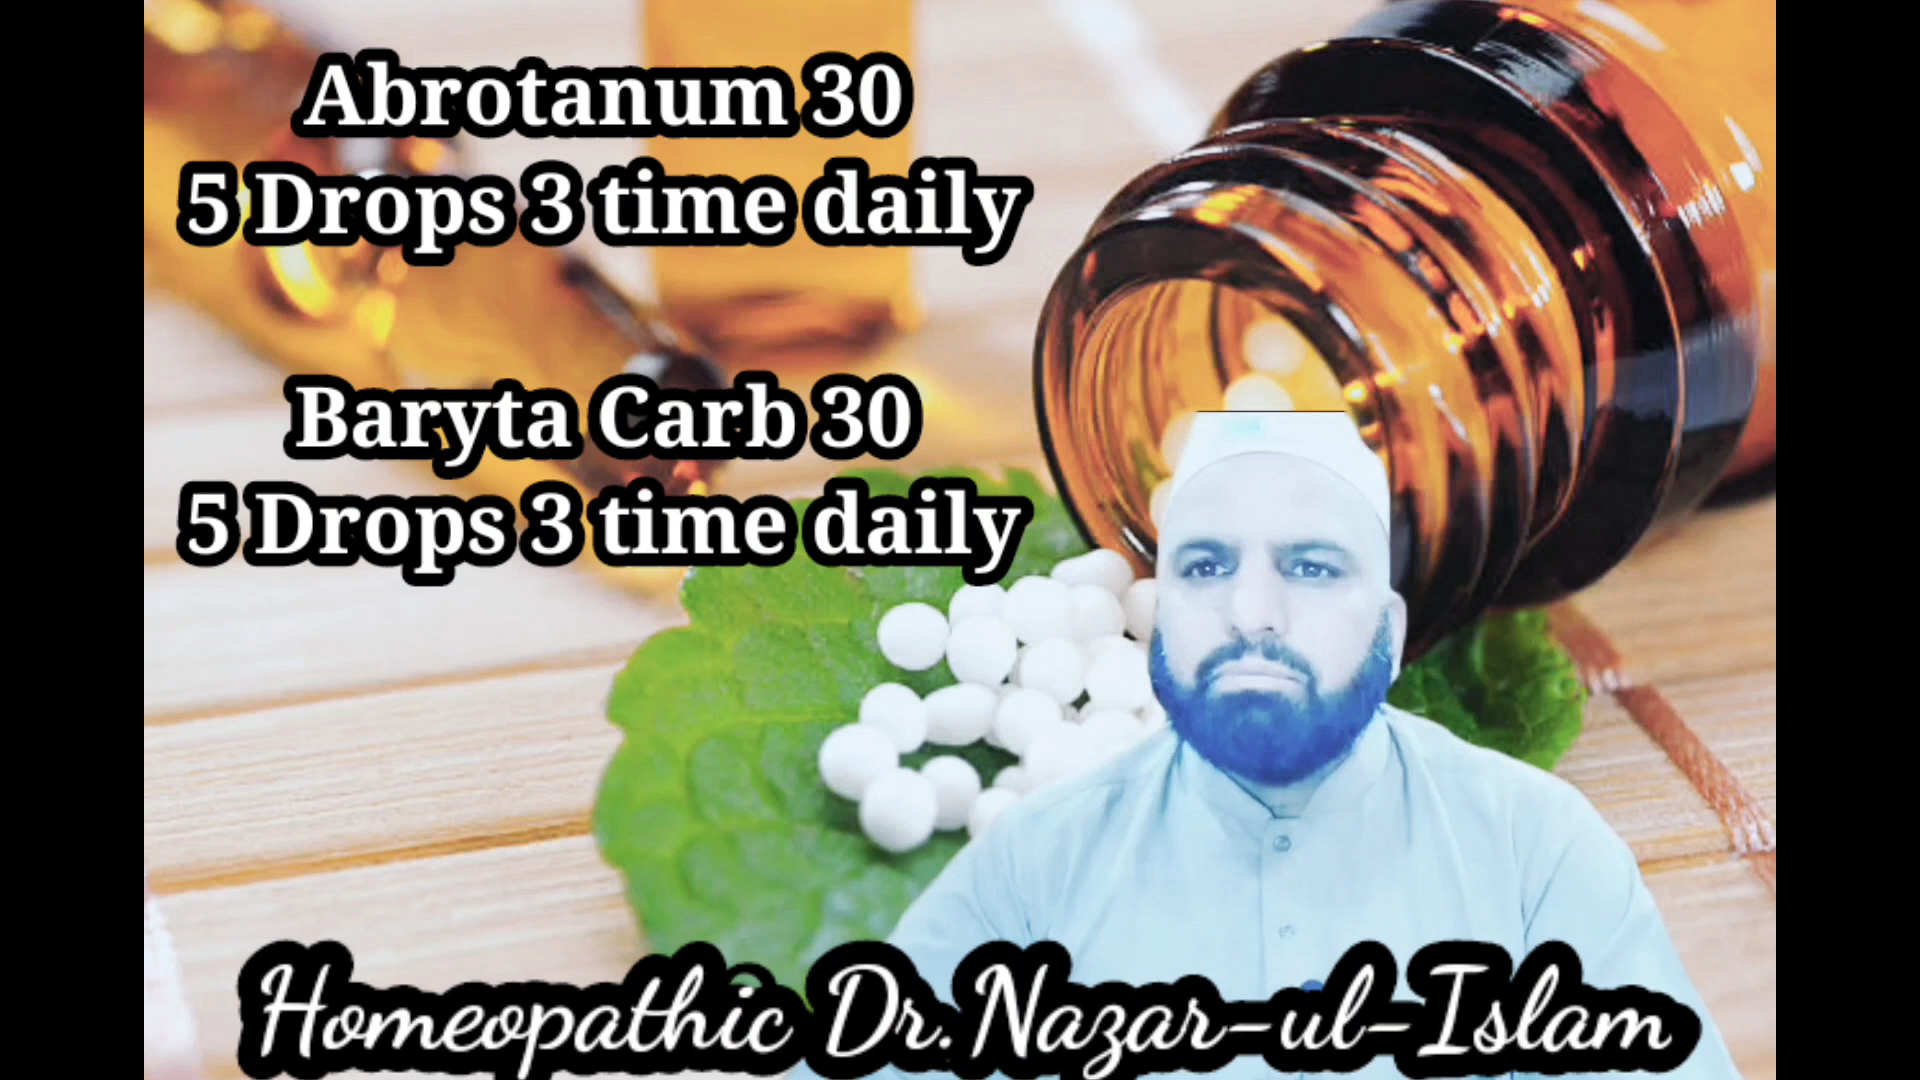 Abrotanum 30
5 Drops 3 time daily
Baryta Carb 30
5 Drops 3 time daily
Homeopathic Dr. Nazar-ul-Islam